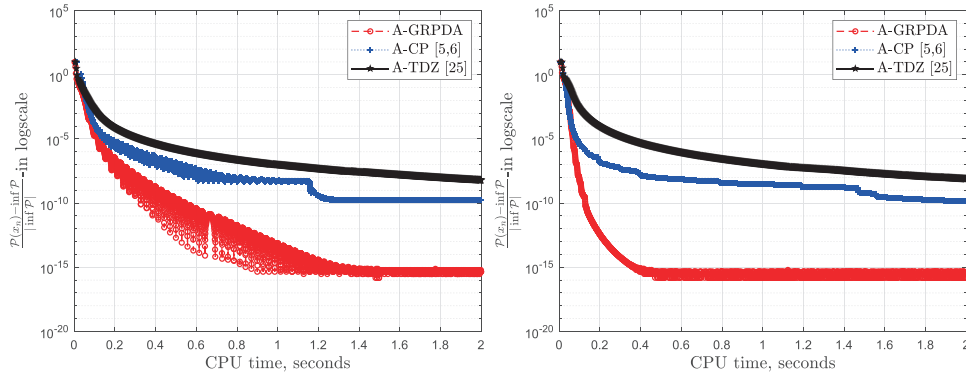 10^5
10^0
10^-5
10^-10
10^-15
10^-20
P(x_n)−inf P / |inf P| -in logscale
A-GRPDA
A-CP [5,6]
A-TDZ [25]
0 0.2 0.4 0.6 0.8 1 1.2 1.4 1.6 1.8 2
CPU time, seconds
10^5
10^0
10^-5
10^-10
10^-15
10^-20
P(x_n)−inf P / |inf P| -in logscale
A-GRPDA
A-CP [5,6]
A-TDZ [25]
0 0.2 0.4 0.6 0.8 1 1.2 1.4 1.6 1.8 2
CPU time, seconds